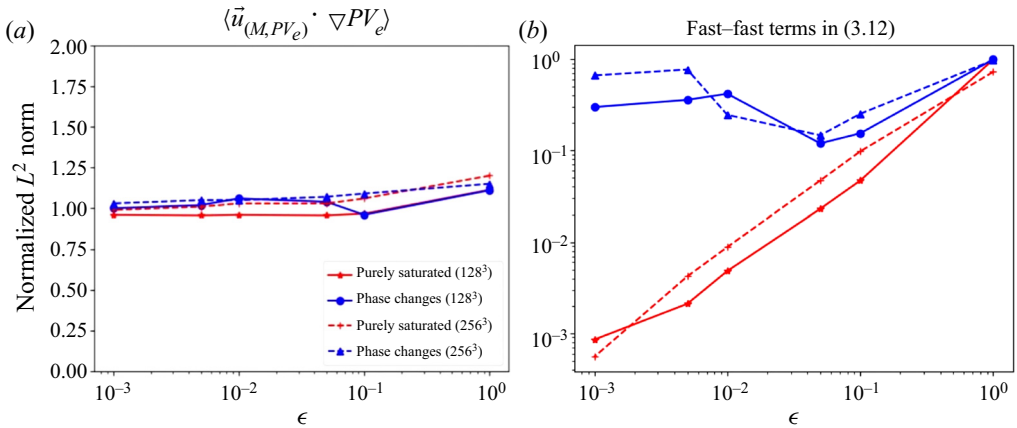 (a)
⟨u⃗(M,PVe) · ▽PVe⟩
2.00
1.75
1.50
1.25
1.00
0.75
0.50
0.25
0.00
Normalized L² norm
Purely saturated (128³)
Phase changes (128³)
Purely saturated (256³)
Phase changes (256³)
10⁻³
10⁻²
10⁻¹
10⁰
ϵ
(b)
Fast–fast terms in (3.12)
10⁰
10⁻¹
10⁻²
10⁻³
10⁻³
10⁻²
10⁻¹
10⁰
ϵ